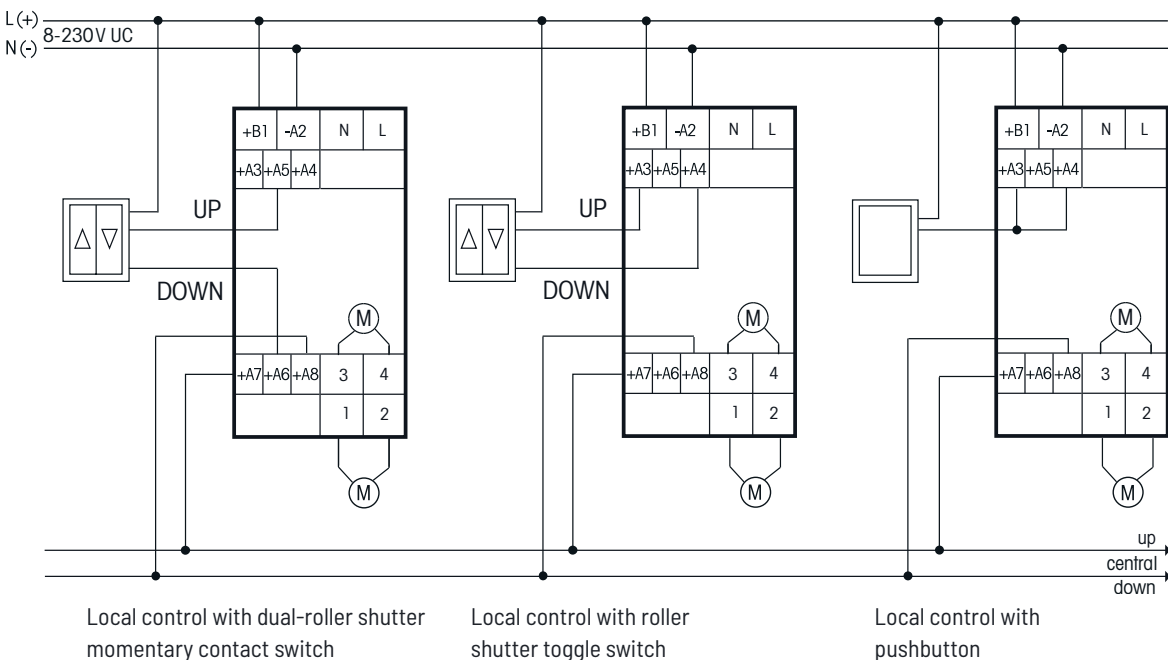 L(+)
8-230V UC
N(-)
+B1 -A2 N L
+A3 +A5 +A4
UP
DOWN
M
+A7 +A6 +A8 3 4
1 2
M
+B1 -A2 N L
+A3 +A5 +A4
UP
DOWN
M
+A7 +A6 +A8 3 4
1 2
M
+B1 -A2 N L
+A3 +A5 +A4
M
+A7 +A6 +A8 3 4
1 2
M
up
central
down
Local control with dual-roller shutter
momentary contact switch
Local control with roller
shutter toggle switch
Local control with
pushbutton